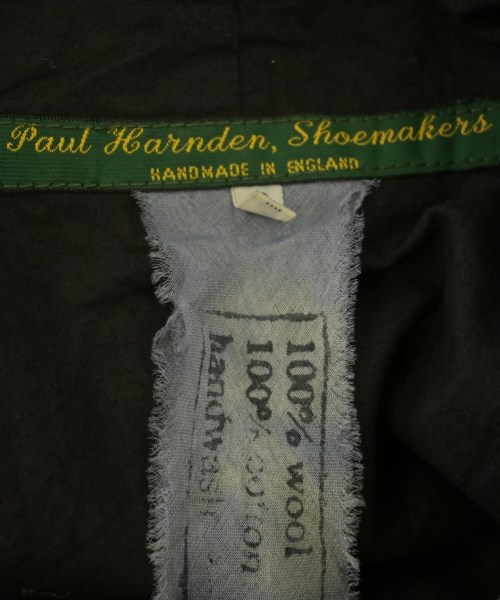 Paul Harnden, Shoemakers
HANDMADE IN ENGLAND
100% wool
100% cotton
handwash